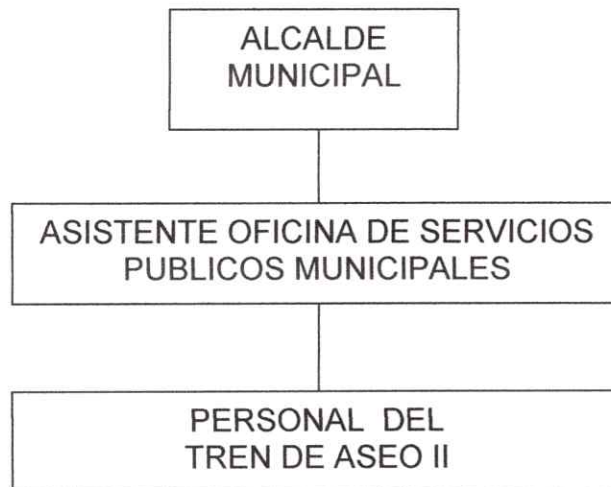 ALCALDE
MUNICIPAL
ASISTENTE OFICINA DE SERVICIOS
PUBLICOS MUNICIPALES
PERSONAL DEL
TREN DE ASEO II